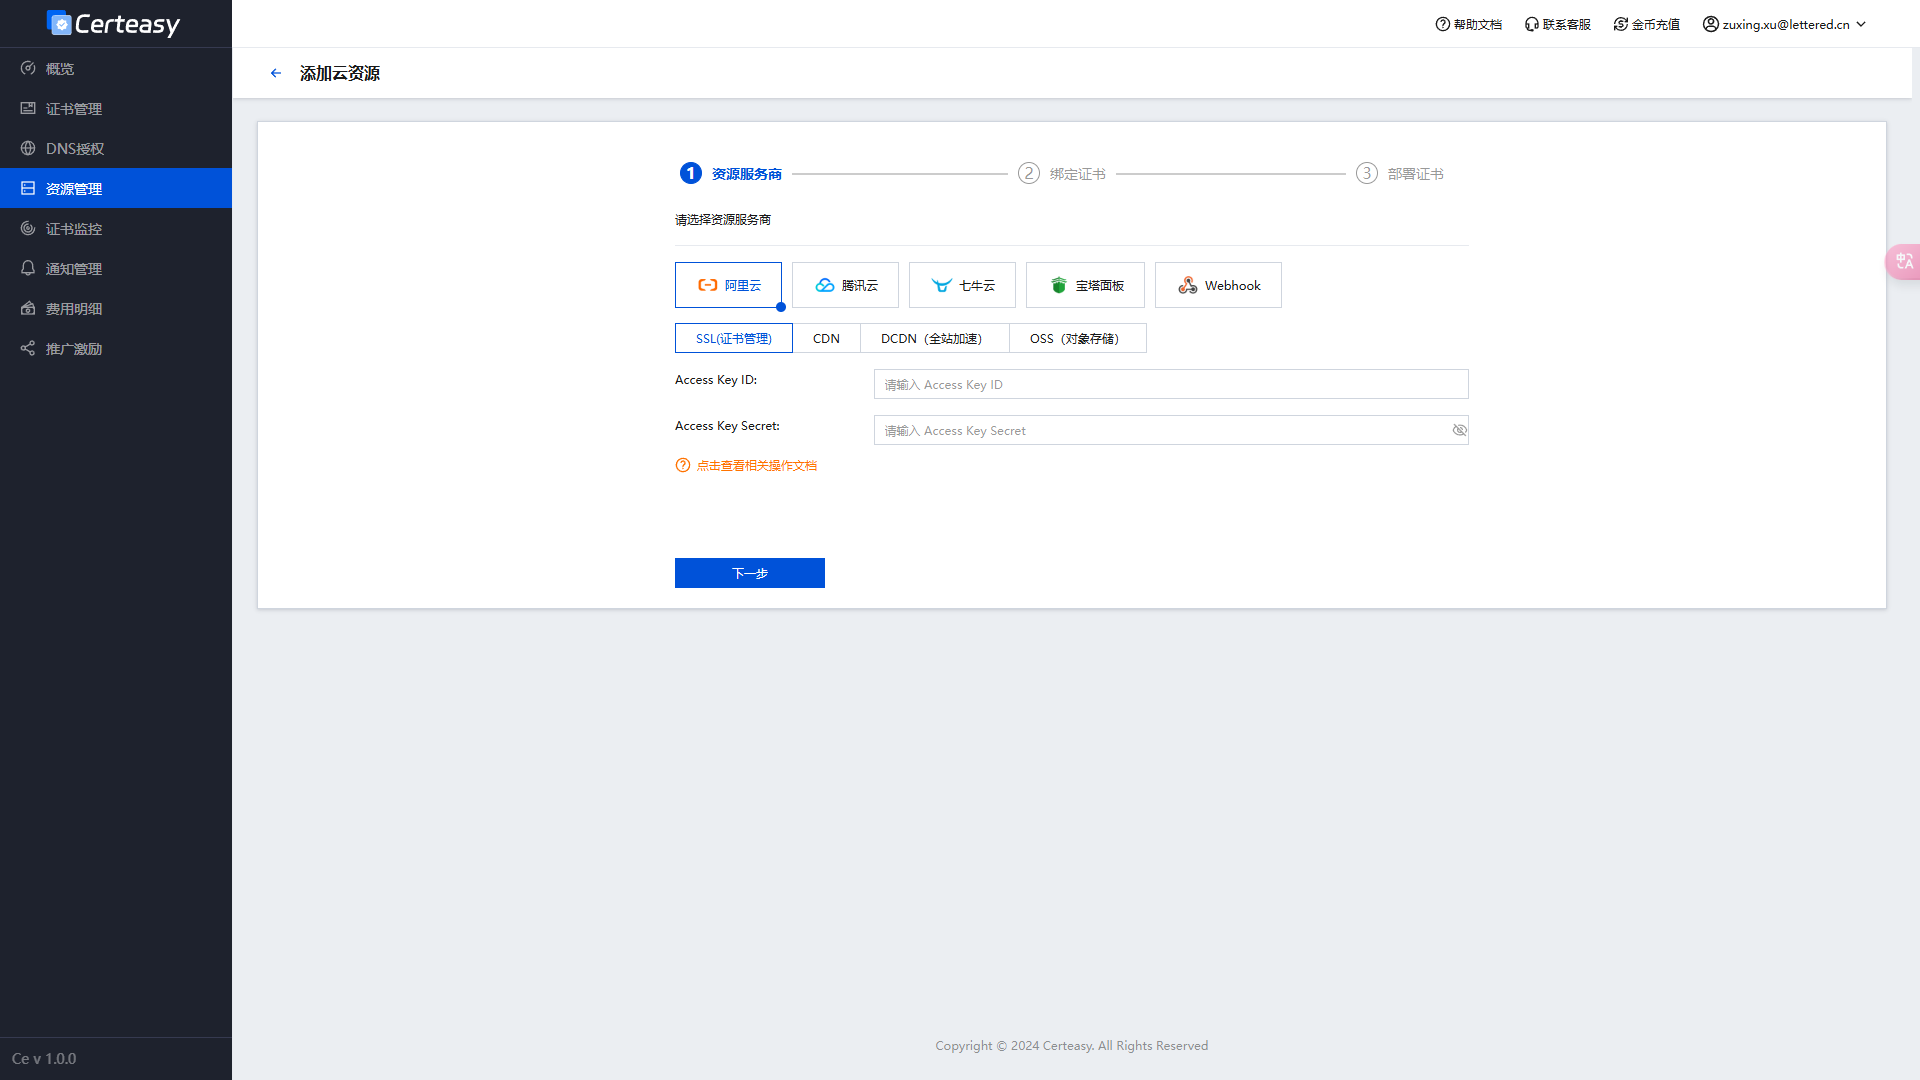 Certeasy
帮助文档
联系客服
金币充值
zuxing.xu@lettered.cn
概览
证书管理
DNS授权
资源管理
证书监控
通知管理
费用明细
推广激励
Ce v 1.0.0
添加云资源
1 资源服务商
2 绑定证书
3 部署证书
请选择资源服务商
阿里云
腾讯云
七牛云
宝塔面板
Webhook
SSL(证书管理)
CDN
DCDN（全站加速）
OSS（对象存储）
Access Key ID:
请输入 Access Key ID
Access Key Secret:
请输入 Access Key Secret
点击查看相关操作文档
下一步
中A
Copyright © 2024 Certeasy. All Rights Reserved